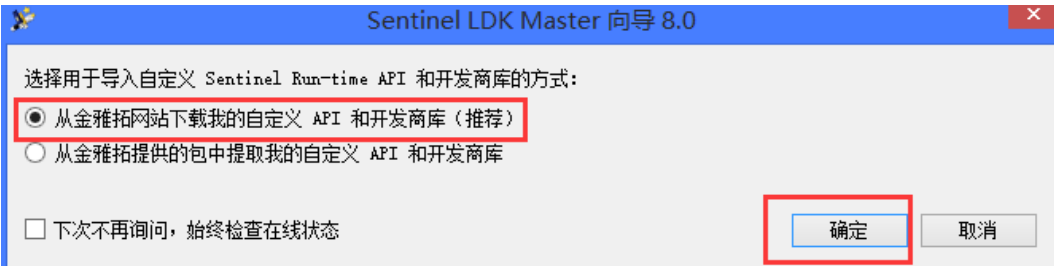 Sentinel LDK Master 向导 8.0
选择用于导入自定义 Sentinel Run-time API 和开发商库的方式:
从金雅拓网站下载我的自定义 API 和开发商库(推荐)
从金雅拓提供的包中提取我的自定义 API 和开发商库
下次不再询问，始终检查在线状态
确定
取消